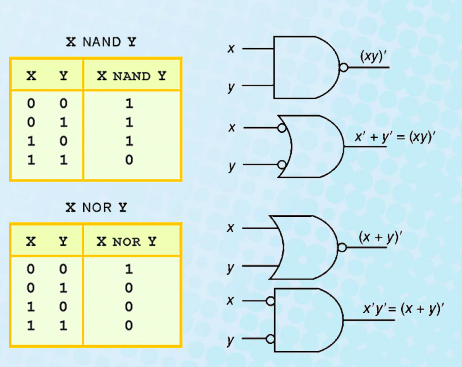 X NAND Y
X Y X NAND Y
0 0 1
0 1 1
1 0 1
1 1 0
x
y
(xy)′
x
y
x′ + y′ = (xy)′
X NOR Y
X Y X NOR Y
0 0 1
0 1 0
1 0 0
1 1 0
x
y
(x + y)′
x
y
x′y′ = (x + y)′